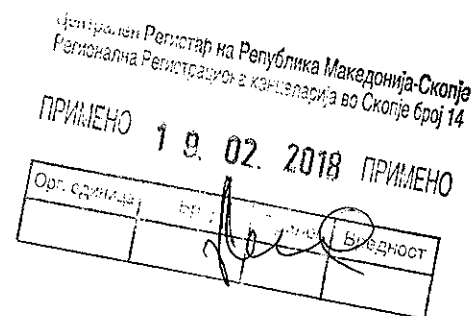 Централен Регистар на Република Македонија-Скопје
Регионална Регистрациона канцеларија во Скопје број 14
ПРИМЕНО 19. 02. 2018 ПРИМЕНО
Орг. единица Вредност